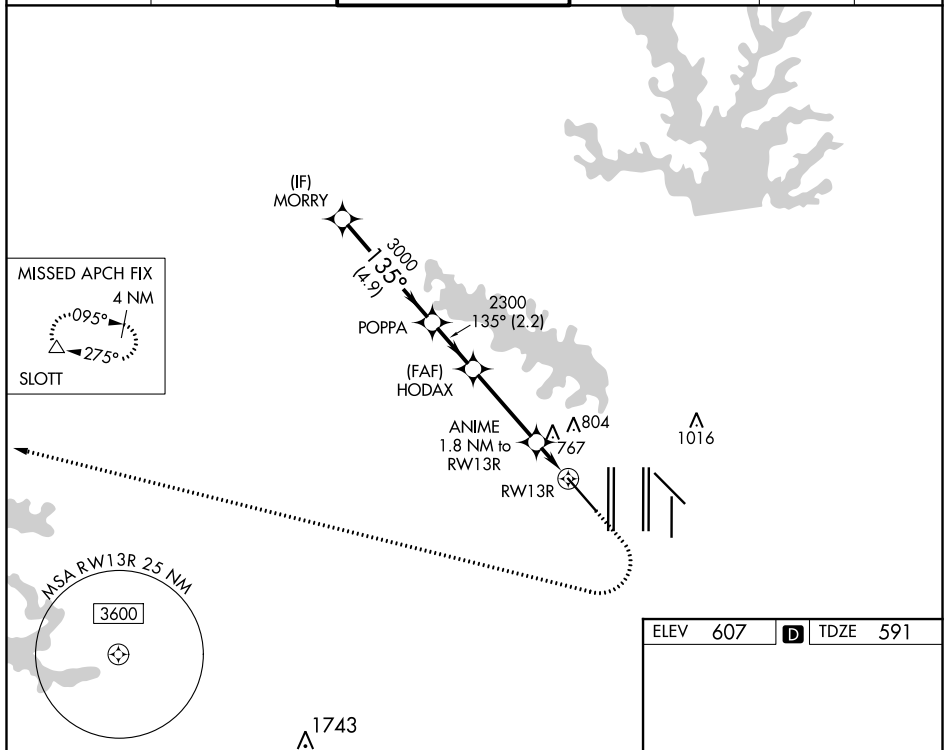 (IF)
MORRY
3000
135°
(4.9)
MISSED APCH FIX
4 NM
095°
275°
SLOTT
2300
135° (2.2)
POPPA
(FAF)
HODAX
ANIME
1.8 NM to
RW13R
804
767
1016
RW13R
MSA RW13R 25 NM
3600
ELEV 607 D TDZE 591
1743